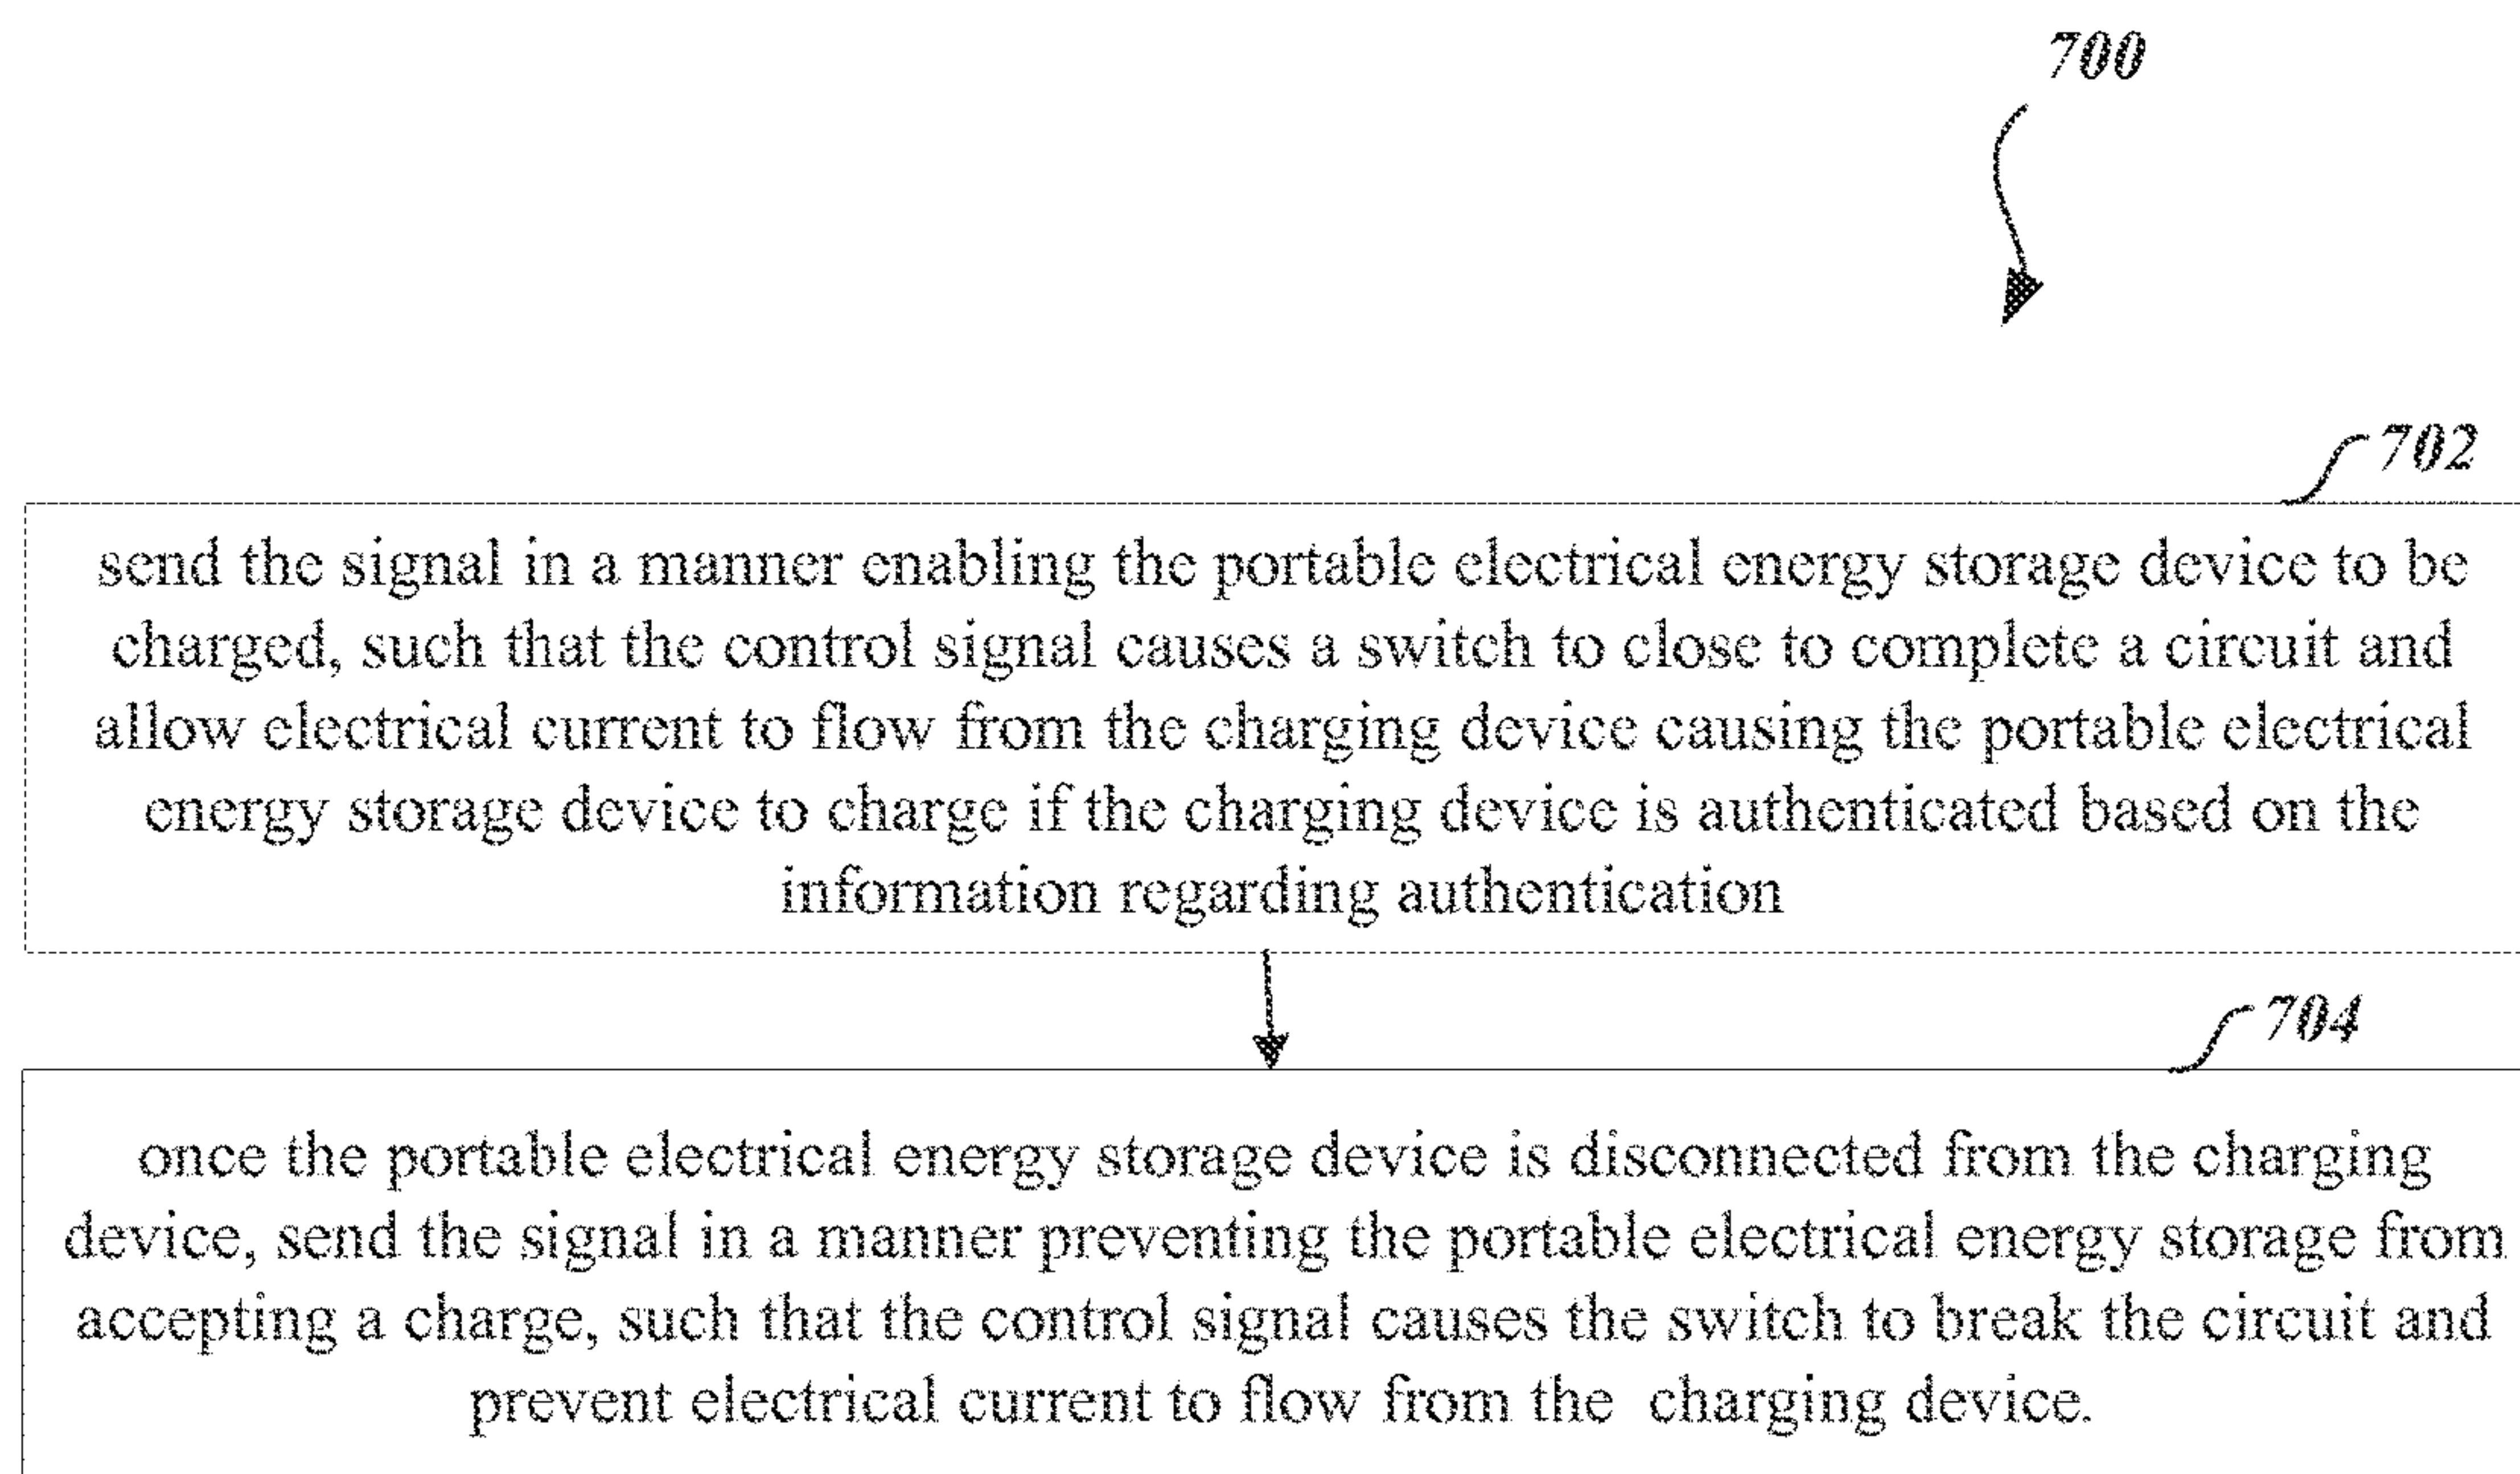 700
702
send the signal in a manner enabling the portable electrical energy storage device to be
charged, such that the control signal causes a switch to close to complete a circuit and
allow electrical current to flow from the charging device causing the portable electrical
energy storage device to charge if the charging device is authenticated based on the
information regarding authentication
704
once the portable electrical energy storage device is disconnected from the charging
device, send the signal in a manner preventing the portable electrical energy storage from
accepting a charge, such that the control signal causes the switch to break the circuit and
prevent electrical current to flow from the charging device.